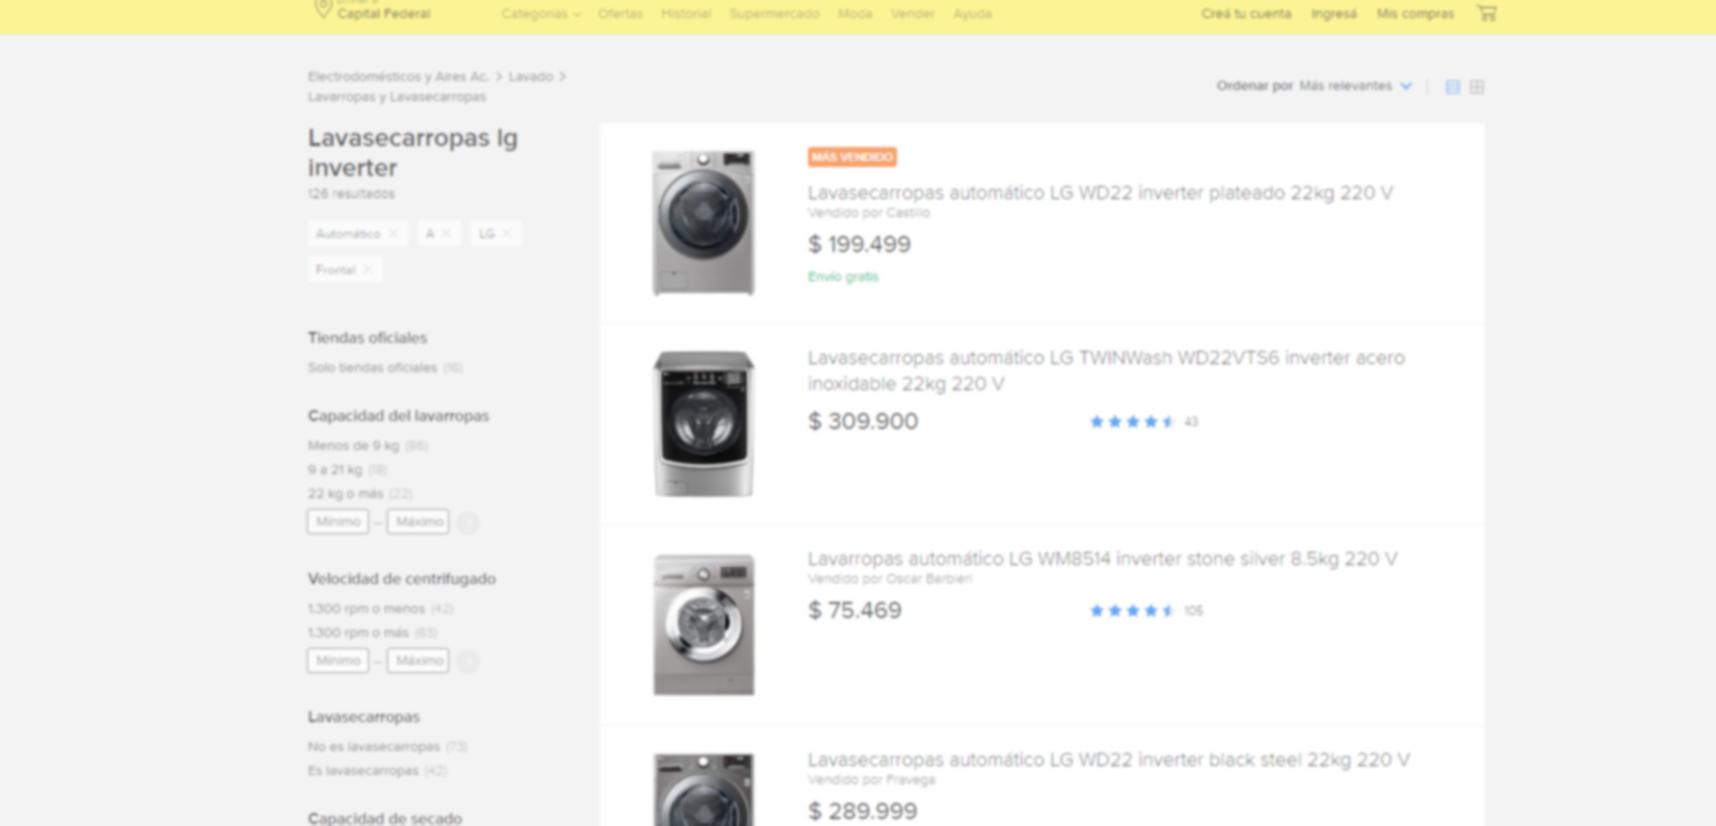 Capital Federal
Categorías
Ofertas
Historial
Supermercado
Moda
Vender
Ayuda
Creá tu cuenta
Ingresá
Mis compras
Electrodomésticos y Aires Ac. > Lavado >
Lavarropas y Lavasecarropas
Ordenar por Más relevantes
Lavasecarropas lg
inverter
126 resultados
Automático ×
A ×
LG ×
Frontal ×
Tiendas oficiales
Solo tiendas oficiales (16)
Capacidad del lavarropas
Menos de 9 kg (86)
9 a 21 kg (18)
22 kg o más (22)
Mínimo – Máximo
Velocidad de centrifugado
1.300 rpm o menos (42)
1.300 rpm o más (83)
Mínimo – Máximo
Lavasecarropas
No es lavasecarropas (73)
Es lavasecarropas (42)
Capacidad de secado
MÁS VENDIDO
Lavasecarropas automático LG WD22 inverter plateado 22kg 220 V
Vendido por Castillo
$ 199.499
Envío gratis
Lavasecarropas automático LG TWINWash WD22VTS6 inverter acero
inoxidable 22kg 220 V
$ 309.900
43
Lavarropas automático LG WM8514 inverter stone silver 8.5kg 220 V
Vendido por Oscar Barbieri
$ 75.469
105
Lavasecarropas automático LG WD22 inverter black steel 22kg 220 V
Vendido por Fravega
$ 289.999